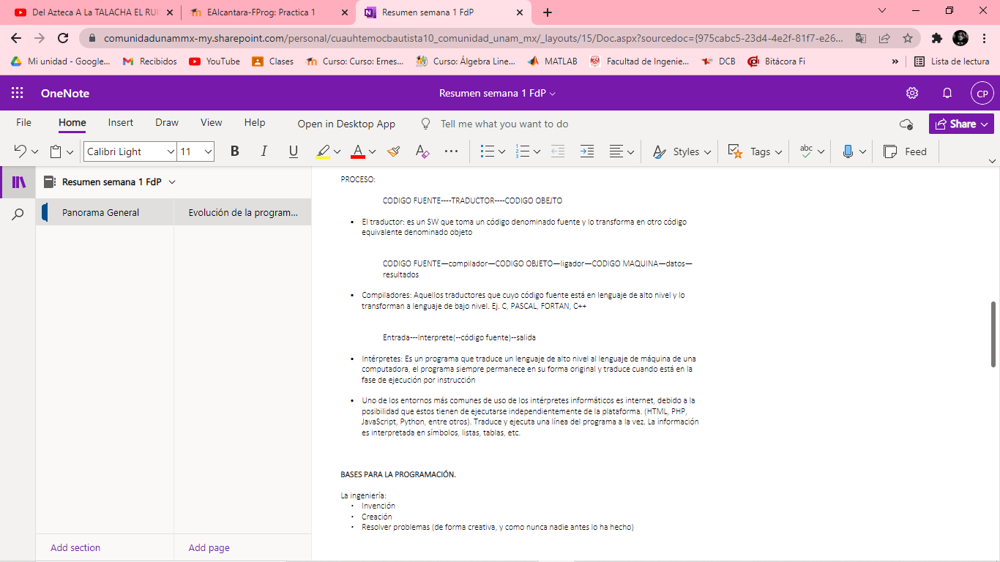 Del Azteca A La TALACHA EL RUI
EAlcantara-FProg: Practica 1
Resumen semana 1 FdP
comunidadunammx-my.sharepoint.com/personal/cuauhtemocbautista10_comunidad_unam_mx/_layouts/15/Doc.aspx?sourcedoc={975cabc5-23d4-4e2f-81f7-e26...
Mi unidad - Google... Recibidos YouTube Clases Curso: Curso: Ernes... Curso: Álgebra Line... MATLAB Facultad de Ingenie... DCB Bitácora Fi » Lista de lectura
OneNote Resumen semana 1 FdP CP
File Home Insert Draw View Help Open in Desktop App Tell me what you want to do Share
Calibri Light 11 B I U A A Styles Tags abc Feed
Resumen semana 1 FdP
Panorama General Evolución de la program...
PROCESO:
CODIGO FUENTE----TRADUCTOR----CODIGO OBEJTO
• El traductor: es un SW que toma un código denominado fuente y lo transforma en otro código
equivalente denominado objeto
CODIGO FUENTE—compilador—CODIGO OBJETO—ligador—CODIGO MAQUINA—datos—
resultados
• Compiladores: Aquellos traductores que cuyo código fuente está en lenguaje de alto nivel y lo
transforman a lenguaje de bajo nivel. Ej. C, PASCAL, FORTAN, C++
Entrada---Interprete(--código fuente)--salida
• Intérpretes: Es un programa que traduce un lenguaje de alto nivel al lenguaje de máquina de una
computadora, el programa siempre permanece en su forma original y traduce cuando está en la
fase de ejecución por instrucción
• Uno de los entornos más comunes de uso de los intérpretes informáticos es internet, debido a la
posibilidad que estos tienen de ejecutarse independientemente de la plataforma. (HTML, PHP,
JavaScript, Python, entre otros). Traduce y ejecuta una línea del programa a la vez. La información
es interpretada en símbolos, listas, tablas, etc.
BASES PARA LA PROGRAMACIÓN.
La ingeniería:
• Invención
• Creación
• Resolver problemas (de forma creativa, y como nunca nadie antes lo ha hecho)
Add section Add page